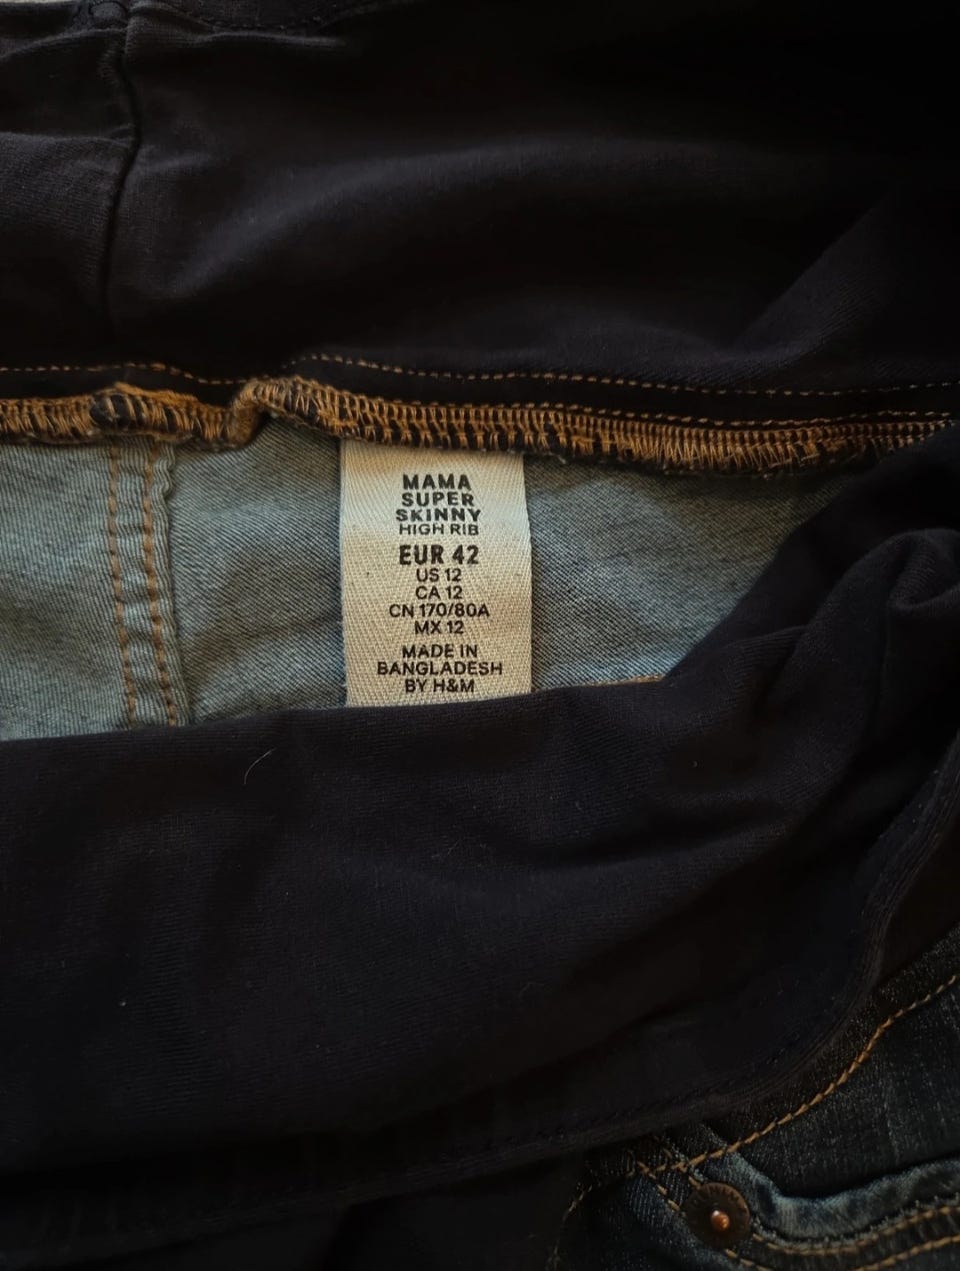 MAMA
SUPER
SKINNY
HIGH RIB
EUR 42
US 12
CA 12
CN 170/80A
MX 12
MADE IN
BANGLADESH
BY H&M